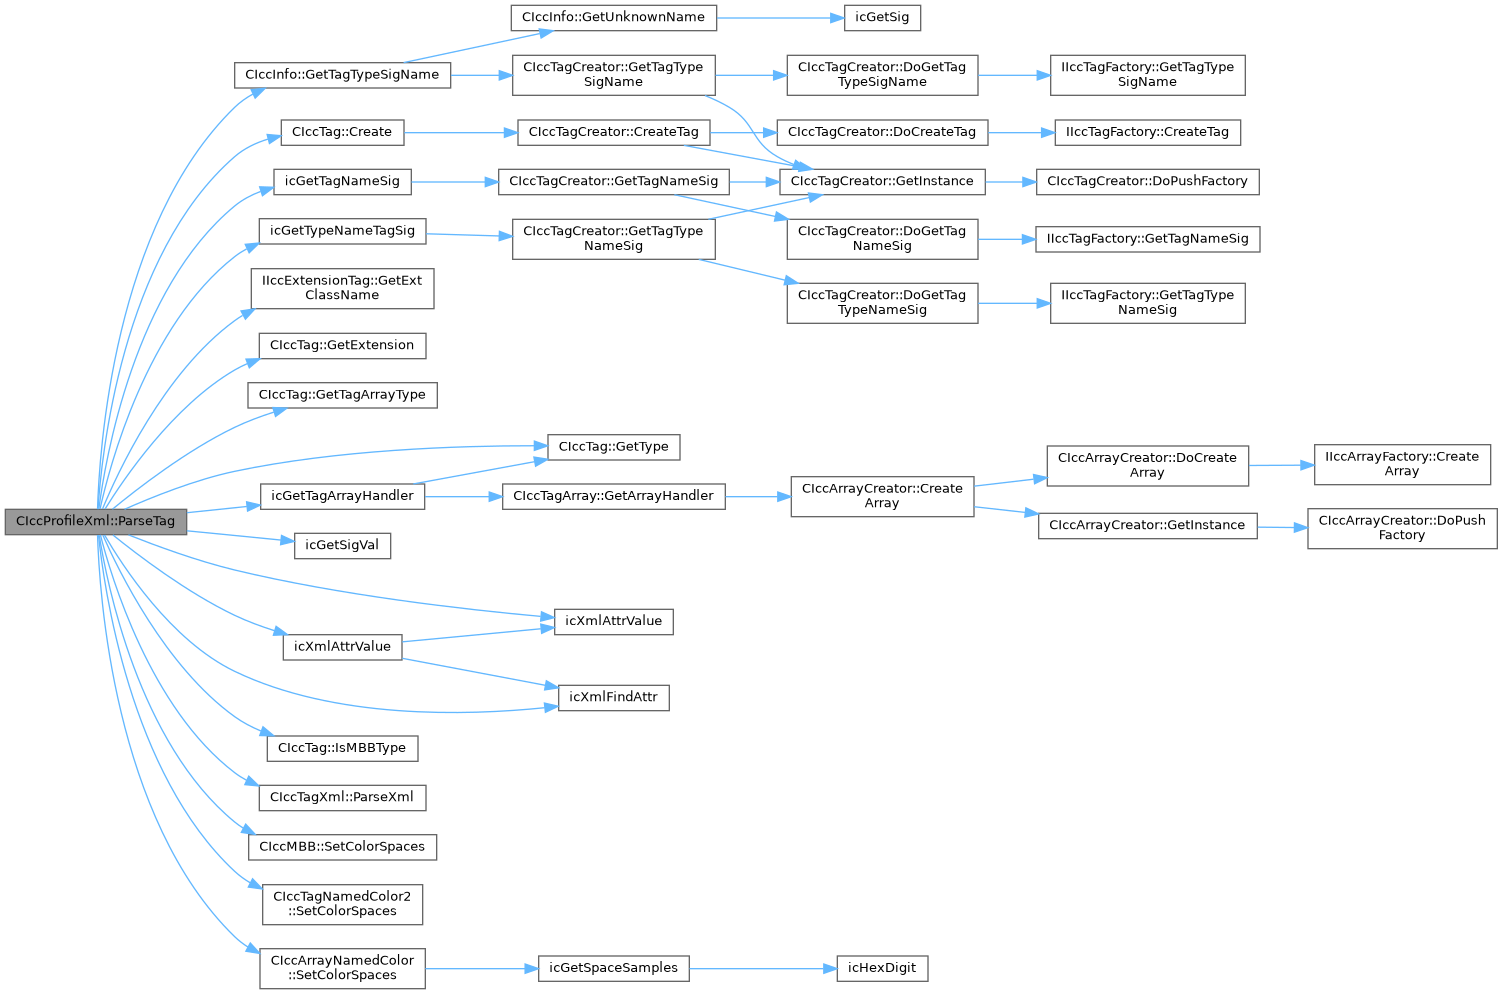 CIccProfileXml::ParseTag
CIccInfo::GetTagTypeSigName
CIccInfo::GetUnknownName
icGetSig
CIccTagCreator::GetTagType
SigName
CIccTagCreator::DoGetTag
TypeSigName
IIccTagFactory::GetTagType
SigName
CIccTag::Create
CIccTagCreator::CreateTag
CIccTagCreator::DoCreateTag
IIccTagFactory::CreateTag
icGetTagNameSig
CIccTagCreator::GetTagNameSig
CIccTagCreator::GetInstance
CIccTagCreator::DoPushFactory
icGetTypeNameTagSig
CIccTagCreator::GetTagType
NameSig
CIccTagCreator::DoGetTag
NameSig
IIccTagFactory::GetTagNameSig
CIccTagCreator::DoGetTag
TypeNameSig
IIccTagFactory::GetTagType
NameSig
IIccExtensionTag::GetExt
ClassName
CIccTag::GetExtension
CIccTag::GetTagArrayType
CIccTag::GetType
icGetTagArrayHandler
CIccTagArray::GetArrayHandler
CIccArrayCreator::Create
Array
CIccArrayCreator::DoCreate
Array
IIccArrayFactory::Create
Array
CIccArrayCreator::GetInstance
CIccArrayCreator::DoPush
Factory
icGetSigVal
icXmlAttrValue
icXmlAttrValue
icXmlFindAttr
CIccTag::IsMBBType
CIccTagXml::ParseXml
CIccMBB::SetColorSpaces
CIccTagNamedColor2
::SetColorSpaces
CIccArrayNamedColor
::SetColorSpaces
icGetSpaceSamples
icHexDigit